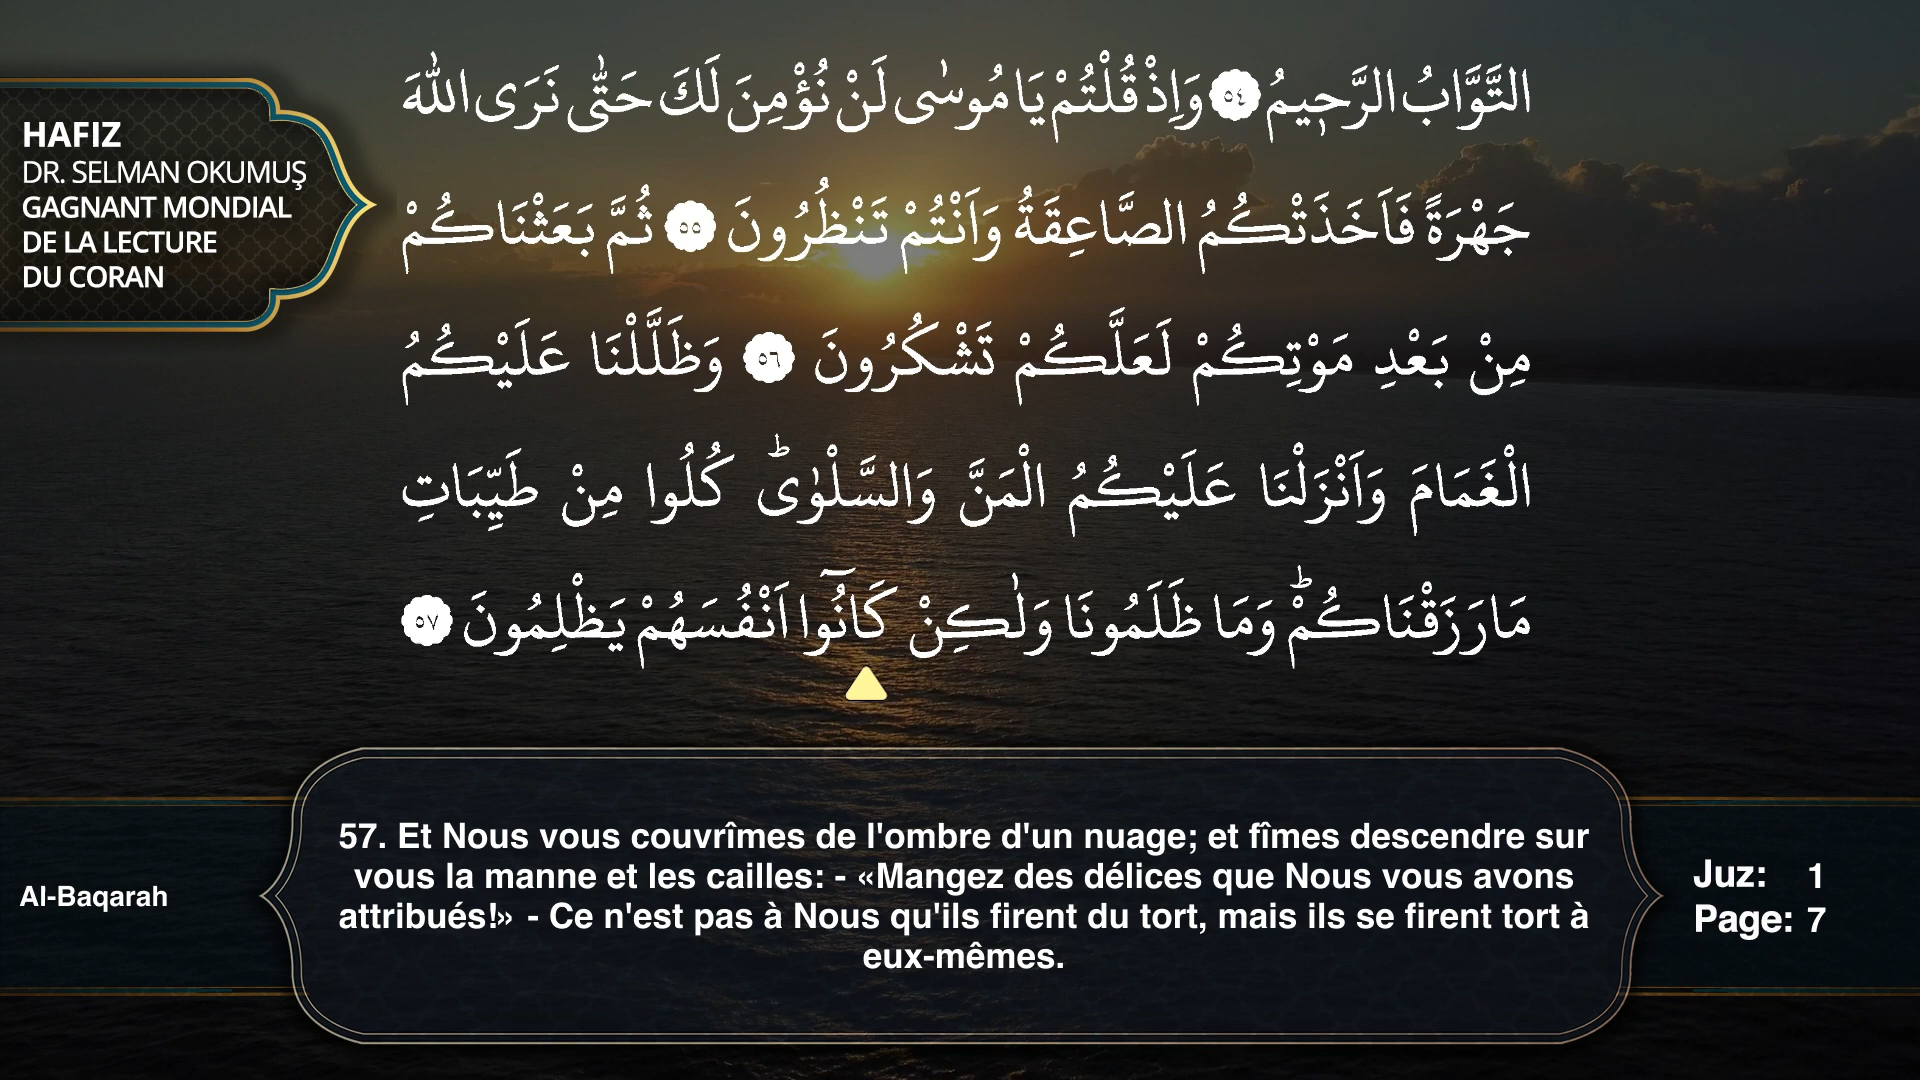 HAFIZ
DR. SELMAN OKUMUŞ
GAGNANT MONDIAL
DE LA LECTURE
DU CORAN
التَّوَّابُ الرَّح۪يمُ ٥٤ وَاِذْ قُلْتُمْ يَا مُوسٰى لَنْ نُؤْمِنَ لَكَ حَتّٰى نَرَى اللّٰهَ
جَهْرَةً فَاَخَذَتْكُمُ الصَّاعِقَةُ وَاَنْتُمْ تَنْظُرُونَ ٥٥ ثُمَّ بَعَثْنَاكُمْ
مِنْ بَعْدِ مَوْتِكُمْ لَعَلَّكُمْ تَشْكُرُونَ ٥٦ وَظَلَّلْنَا عَلَيْكُمُ
الْغَمَامَ وَاَنْزَلْنَا عَلَيْكُمُ الْمَنَّ وَالسَّلْوٰىۜ كُلُوا مِنْ طَيِّبَاتِ
مَا رَزَقْنَاكُمْۜ وَمَا ظَلَمُونَا وَلٰكِنْ كَانُٓوا اَنْفُسَهُمْ يَظْلِمُونَ ٥٧
57. Et Nous vous couvrîmes de l'ombre d'un nuage; et fîmes descendre sur
vous la manne et les cailles: - «Mangez des délices que Nous vous avons
attribués!» - Ce n'est pas à Nous qu'ils firent du tort, mais ils se firent tort à
eux-mêmes.
Al-Baqarah
Juz: 1
Page: 7